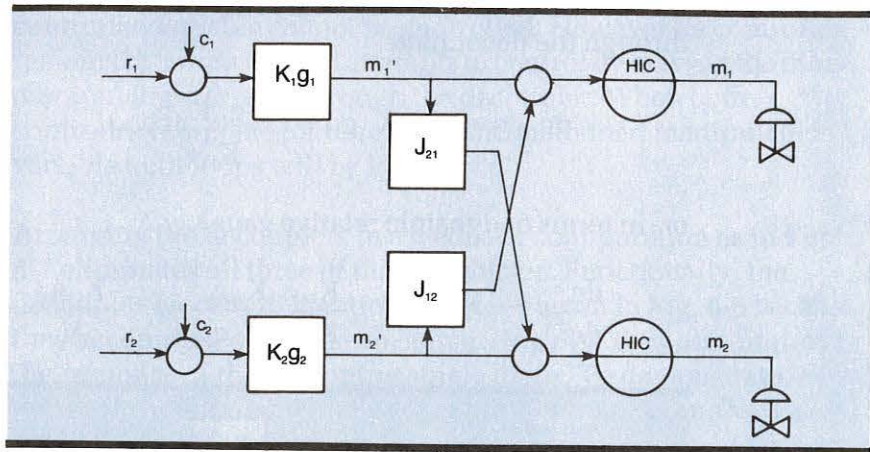 c₁
r₁
K₁g₁
m₁'
HIC
m₁
J₂₁
J₁₂
c₂
r₂
K₂g₂
m₂'
HIC
m₂